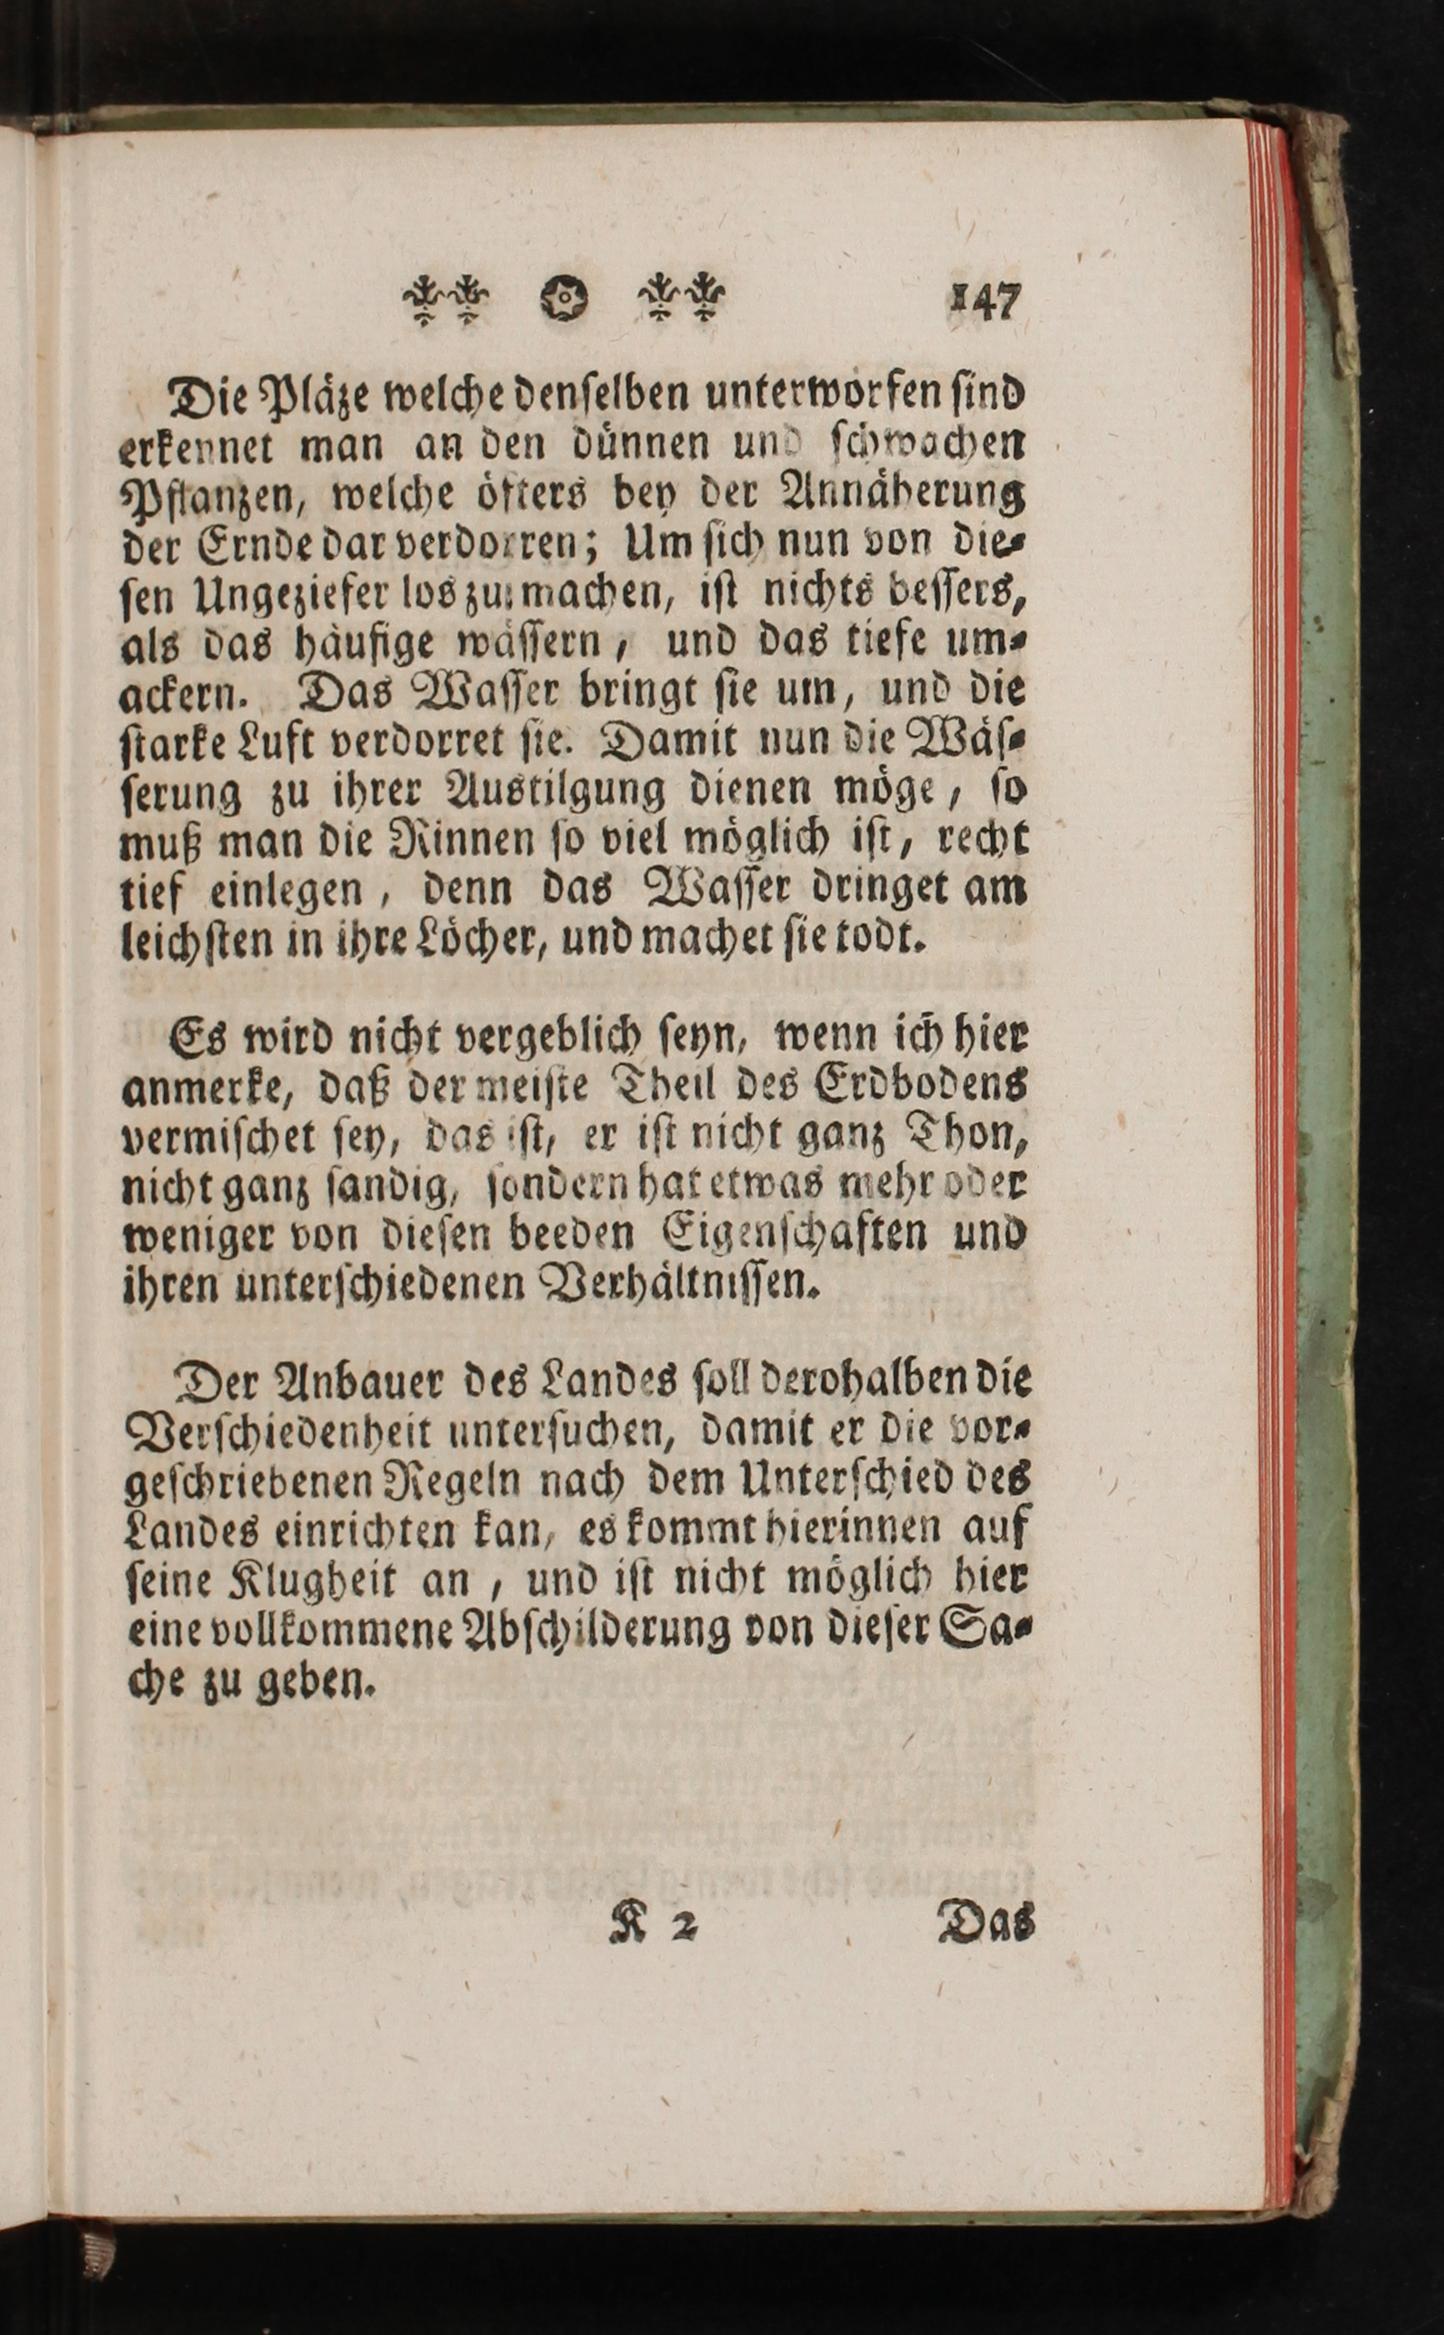 147
Die Pläze welche denſelben unterworfen ſind
erkennet man an den dünnen und ſchwachen
Pflanzen, welche öfters bey der Annäherung
der Ernde dar verdorren; Um ſich nun von die⸗
ſen Ungeziefer los zu machen, iſt nichts beſſers,
als das häufige wäſſern, und das tiefe um⸗
ackern. Das Waſſer bringt ſie um, und die
ſtarke Luft verdorret ſie. Damit nun die Wäſ⸗
ſerung zu ihrer Austilgung dienen möge, ſo
muß man die Rinnen ſo viel möglich iſt, recht
tief einlegen, denn das Waſſer dringet am
leichſten in ihre Löcher, und machet ſie todt.
Es wird nicht vergeblich ſeyn, wenn ich hier
anmerke, daß der meiſte Theil des Erdbodens
vermiſchet ſey, das iſt, er iſt nicht ganz Thon,
nicht ganz ſandig, ſondern hat etwas mehr oder
weniger von dieſen beeden Eigenſchaften und
ihren unterſchiedenen Verhältniſſen.
Der Anbauer des Landes ſoll derohalben die
Verſchiedenheit unterſuchen, damit er die vor⸗
geſchriebenen Regeln nach dem Unterſchied des
Landes einrichten kan, es kommt hierinnen auf
ſeine Klugheit an, und iſt nicht möglich hier
eine vollkommene Abſchilderung von dieſer Sa⸗
che zu geben.
K 2 Das